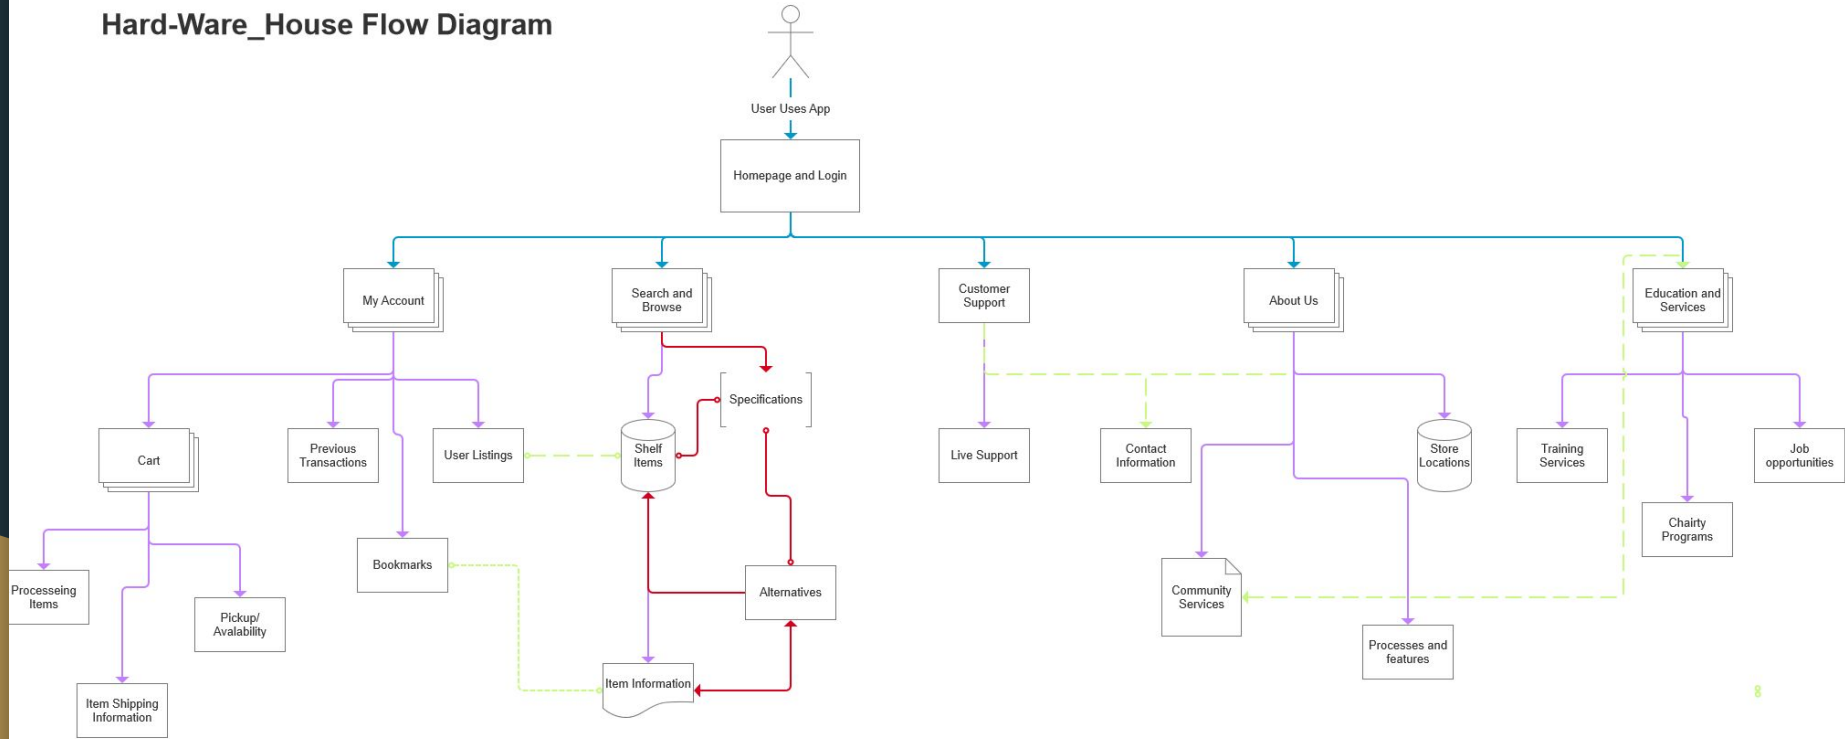 Hard-Ware_House Flow Diagram
User Uses App
Homepage and Login
My Account
Search and
Browse
Customer
Support
About Us
Education and
Services
Specifications
Cart
Previous
Transactions
User Listings
Shelf
Items
Live Support
Contact
Information
Store
Locations
Training
Services
Job
opportunities
Chairty
Programs
Bookmarks
Processeing
Items
Pickup/
Avalability
Alternatives
Community
Services
Processes and
features
Item Information
Item Shipping
Information